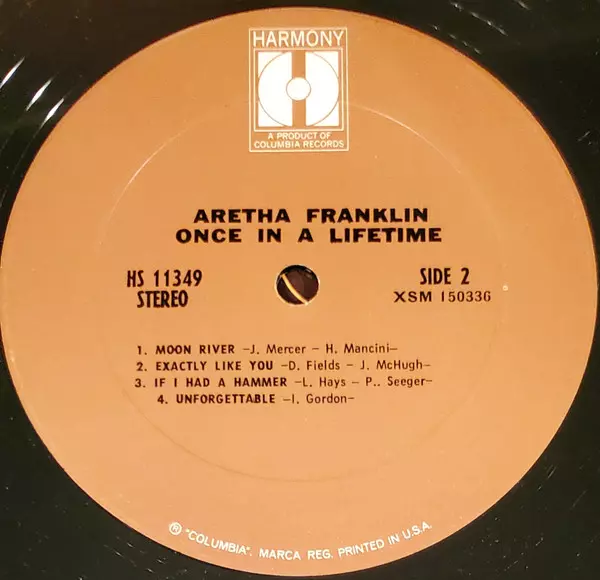 HARMONY
A PRODUCT OF
COLUMBIA RECORDS
ARETHA FRANKLIN
ONCE IN A LIFETIME
HS 11349
STEREO
SIDE 2
XSM 150336
1. MOON RIVER -J. Mercer - H. Mancini-
2. EXACTLY LIKE YOU -D. Fields - J. McHugh-
3. IF I HAD A HAMMER -L. Hays - P.. Seeger-
4. UNFORGETTABLE -I. Gordon-
® "COLUMBIA". MARCA REG. PRINTED IN U.S.A.